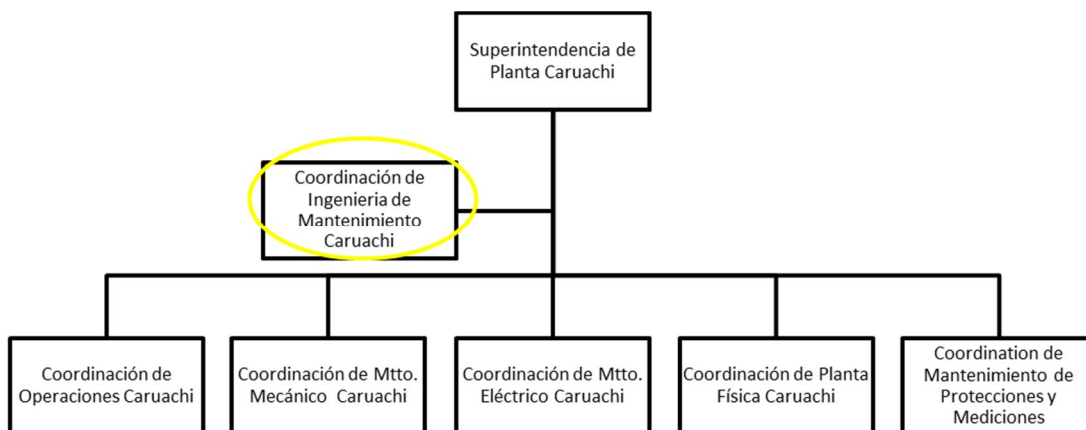 Superintendencia de
Planta Caruachi
Coordinación de
Ingenieria de
Mantenimiento
Caruachi
Coordinación de
Operaciones Caruachi
Coordinación de Mtto.
Mecánico Caruachi
Coordinación de Mtto.
Eléctrico Caruachi
Coordinación de Planta
Física Caruachi
Coordination de
Mantenimiento de
Protecciones y
Mediciones